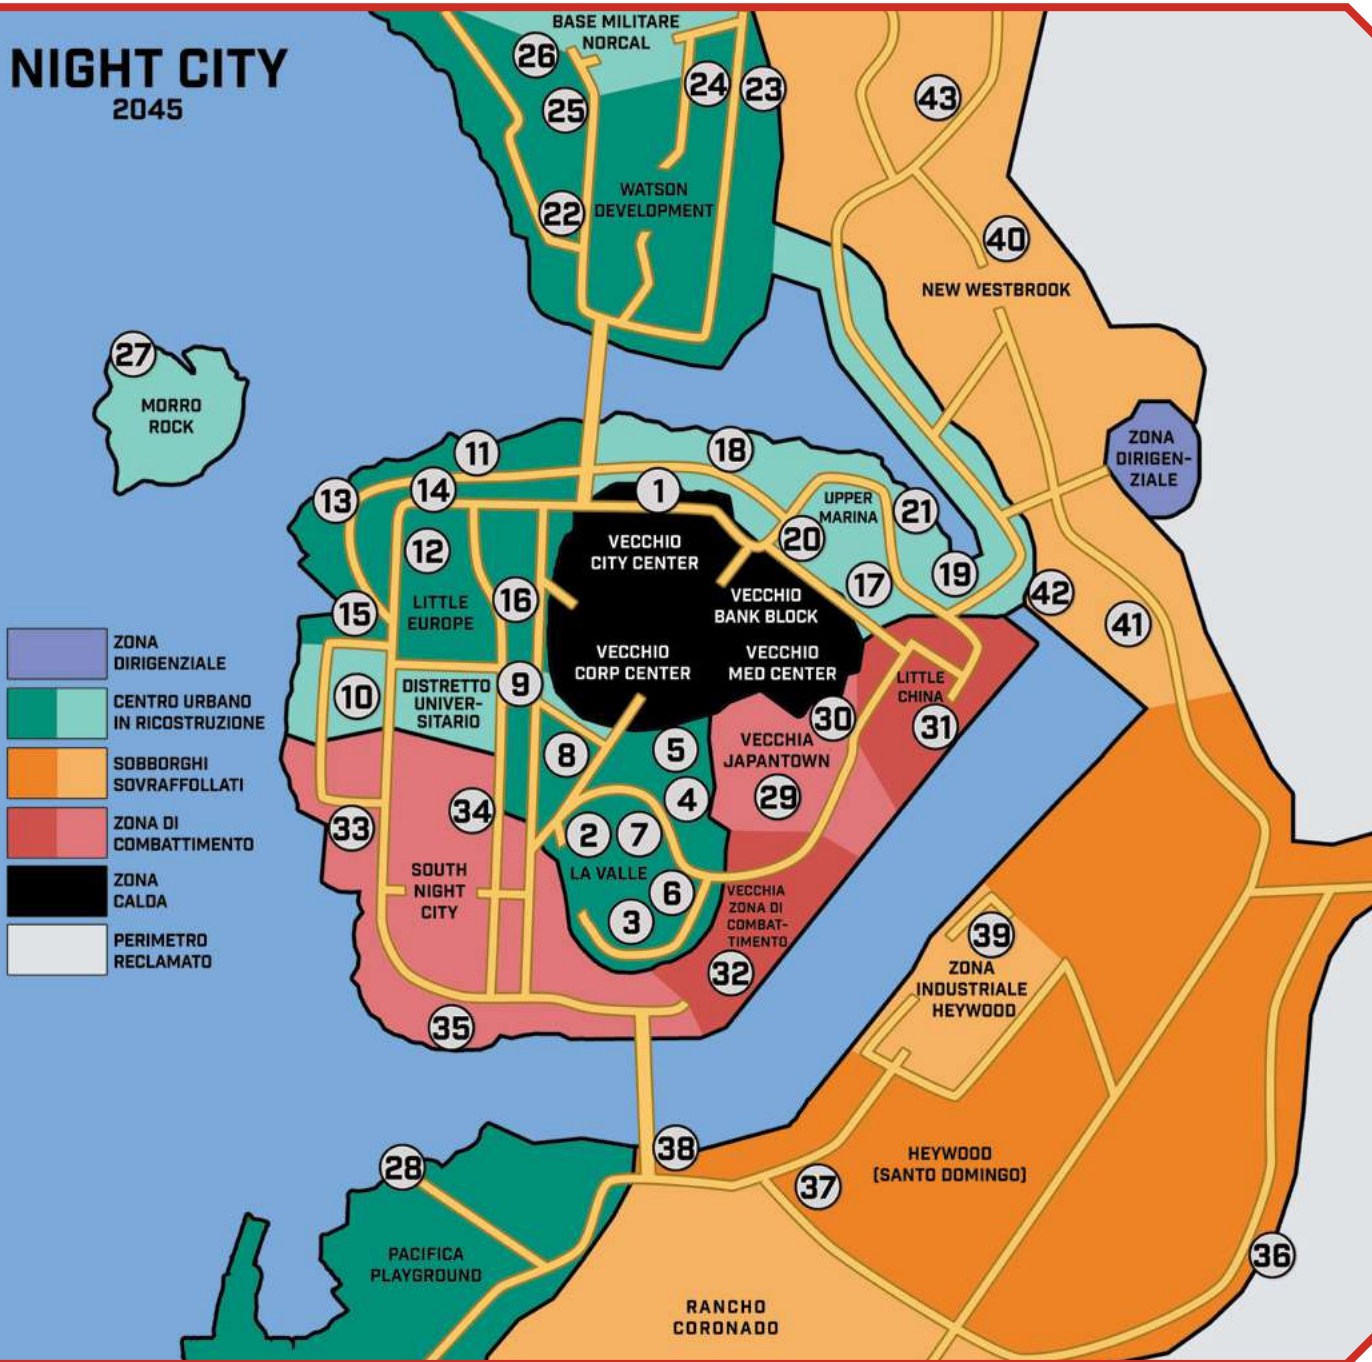 NIGHT CITY
2045
BASE MILITARE
NORCAL
26
24
23
25
43
WATSON
DEVELOPMENT
22
40
NEW WESTBROOK
27
MORRO
ROCK
ZONA
DIRIGEN-
ZIALE
11
18
13
14
1
UPPER
MARINA
21
20
12
VECCHIO
CITY CENTER
17
19
LITTLE
EUROPE
16
15
VECCHIO
BANK BLOCK
42
41
ZONA
DIRIGENZIALE
CENTRO URBANO
IN RICOSTRUZIONE
SOBBORGHI
SOVRAFFOLLATI
ZONA DI
COMBATTIMENTO
ZONA
CALDA
PERIMETRO
RECLAMATO
VECCHIO
CORP CENTER
VECCHIO
MED CENTER
10
DISTRETTO
UNIVER-
SITARIO
9
LITTLE
CHINA
31
30
8
5
VECCHIA
JAPANTOWN
29
4
33
34
2
7
LA VALLE
6
3
SOUTH
NIGHT
CITY
VECCHIA
ZONA DI
COMBAT-
TIMENTO
32
39
ZONA
INDUSTRIALE
HEYWOOD
35
38
28
37
HEYWOOD
(SANTO DOMINGO)
36
PACIFICA
PLAYGROUND
RANCHO
CORONADO